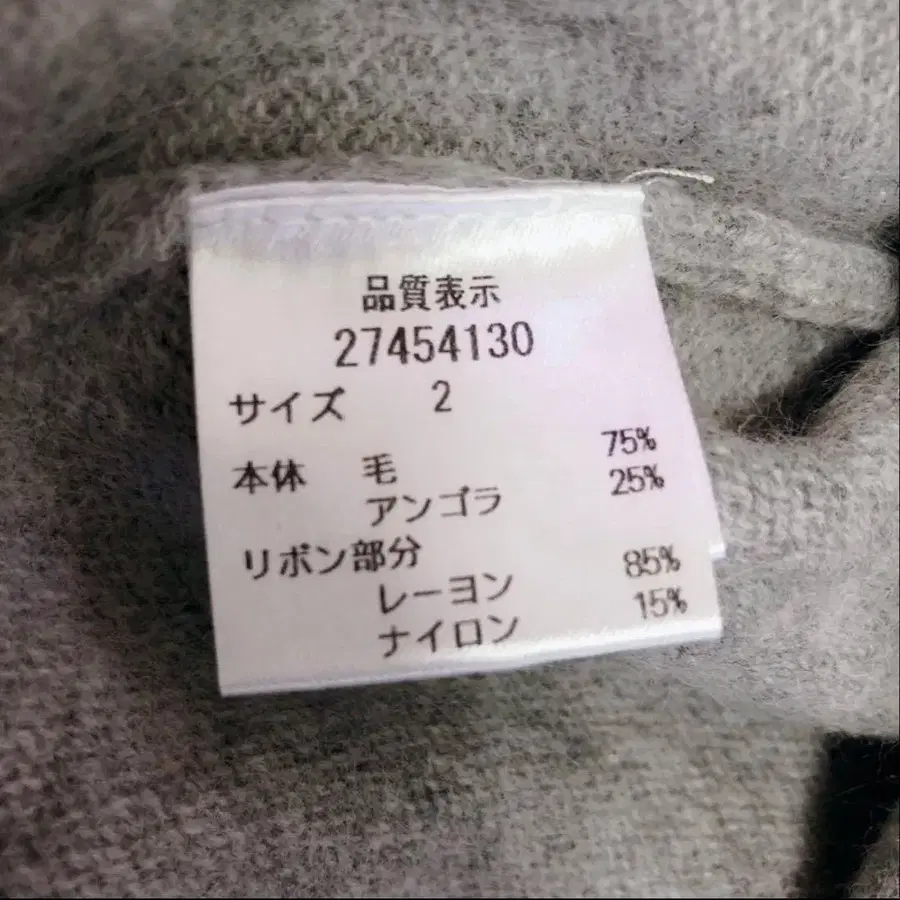 品質表示
27454130
サイズ 2
本体 毛 75%
アンゴラ 25%
リボン部分
レーヨン 85%
ナイロン 15%